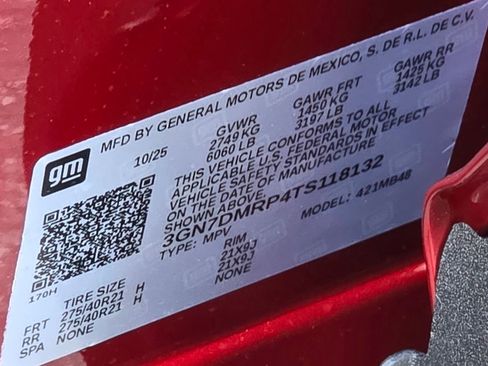 gm
MFD BY GENERAL MOTORS DE MEXICO, S. DE R.L. DE C.V.
10/25 GVWR GAWR FRT GAWR RR
2749 KG 1450 KG 1425 KG
6060 LB 3197 LB 3142 LB
THIS VEHICLE CONFORMS TO ALL
APPLICABLE U.S. FEDERAL MOTOR
VEHICLE SAFETY STANDARDS IN EFFECT
ON THE DATE OF MANUFACTURE
SHOWN ABOVE.
3GN7DMRP4TS118132
TYPE: MPV MODEL: 421MB48
170H
TIRE SIZE RIM
FRT 275/40R21 H 21X9J
RR 275/40R21 H 21X9J
SPA NONE NONE